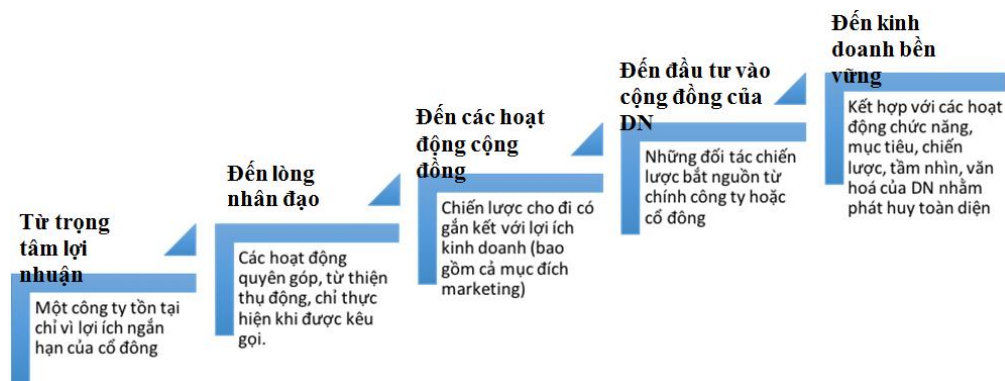 Từ trọng
tâm lợi
nhuận
Một công ty tồn tại
chỉ vì lợi ích ngắn
hạn của cổ đông
Đến lòng
nhân đạo
Các hoạt động
quyên góp, từ thiện
thụ động, chỉ thực
hiện khi được kêu
gọi.
Đến các hoạt
động cộng
đồng
Chiến lược cho đi có
gắn kết với lợi ích
kinh doanh (bao
gồm cả mục đích
marketing)
Đến đầu tư vào
cộng đồng của
DN
Những đối tác chiến
lược bắt nguồn từ
chính công ty hoặc
cổ đông
Đến kinh
doanh bền
vững
Kết hợp với các hoạt
động chức năng,
mục tiêu, chiến
lược, tầm nhìn, văn
hoá của DN nhằm
phát huy toàn diện